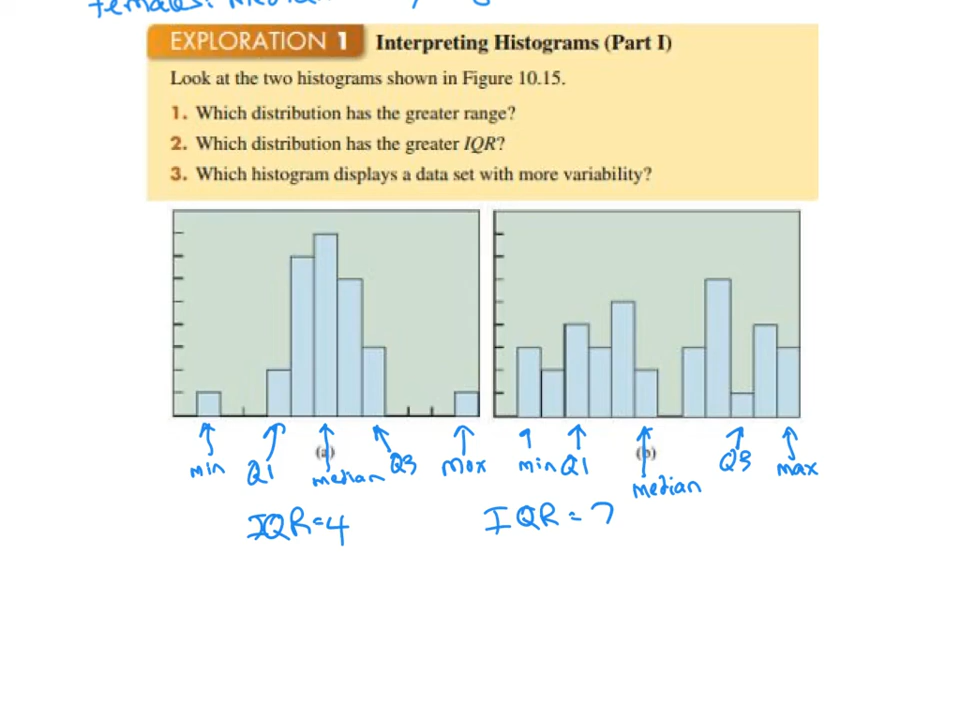 females: Median
EXPLORATION 1 Interpreting Histograms (Part I)
Look at the two histograms shown in Figure 10.15.
1. Which distribution has the greater range?
2. Which distribution has the greater IQR?
3. Which histogram displays a data set with more variability?
(a) (b)
min Q1 median Q3 max min Q1 median Q3 max
IQR=4 IQR=7